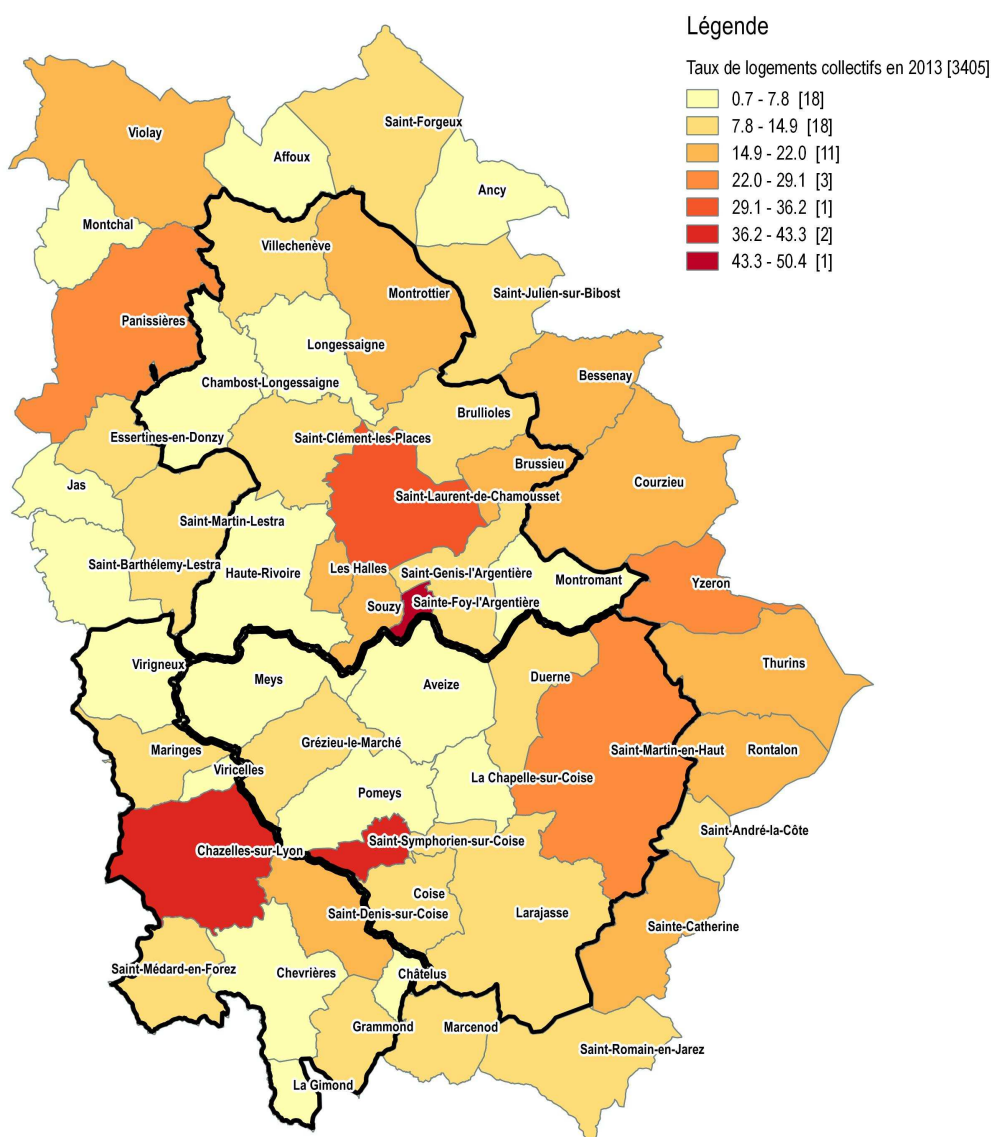 Légende
Taux de logements collectifs en 2013 [3405]
0.7 - 7.8 [18]
7.8 - 14.9 [18]
14.9 - 22.0 [11]
22.0 - 29.1 [3]
29.1 - 36.2 [1]
36.2 - 43.3 [2]
43.3 - 50.4 [1]
Saint-Forgeux
Violay
Affoux
Ancy
Montchal
Villechenève
Montrottier
Saint-Julien-sur-Bibost
Panissières
Longessaigne
Bessenay
Chambost-Longessaigne
Brullioles
Essertines-en-Donzy
Saint-Clément-les-Places
Brussieu
Jas
Courzieu
Saint-Laurent-de-Chamousset
Saint-Martin-Lestra
Saint-Barthélemy-Lestra
Haute-Rivoire
Les Halles
Saint-Genis-l'Argentière
Montromant
Yzeron
Souzy
Sainte-Foy-l'Argentière
Virigneux
Thurins
Meys
Duerne
Aveize
Grézieu-le-Marché
Maringes
Saint-Martin-en-Haut
Rontalon
Viricelles
La Chapelle-sur-Coise
Pomeys
Saint-André-la-Côte
Saint-Symphorien-sur-Coise
Chazelles-sur-Lyon
Coise
Saint-Denis-sur-Coise
Larajasse
Sainte-Catherine
Saint-Médard-en-Forez
Chevrières
Châtelus
Grammond
Marcenod
Saint-Romain-en-Jarez
La Gimond